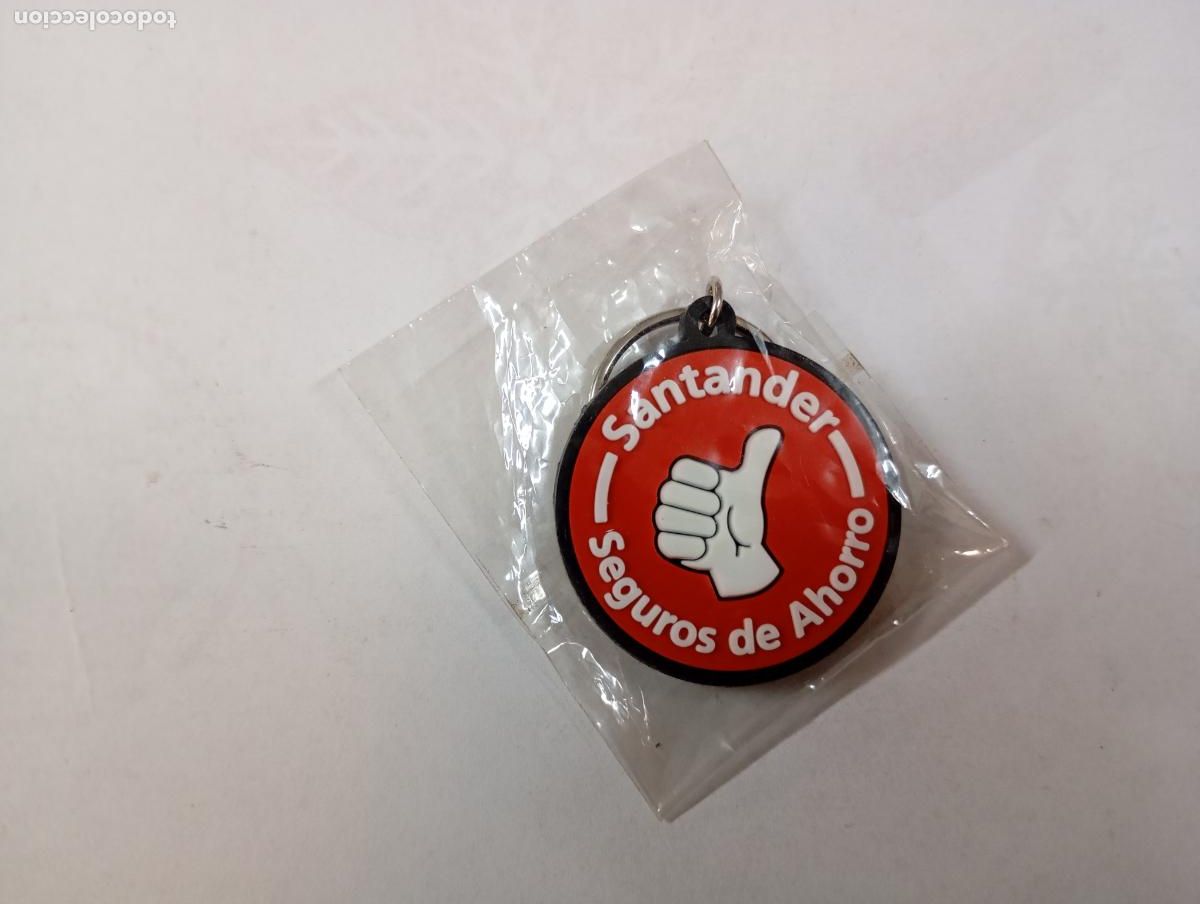 todocoleccion
Santander
Seguros de Ahorro